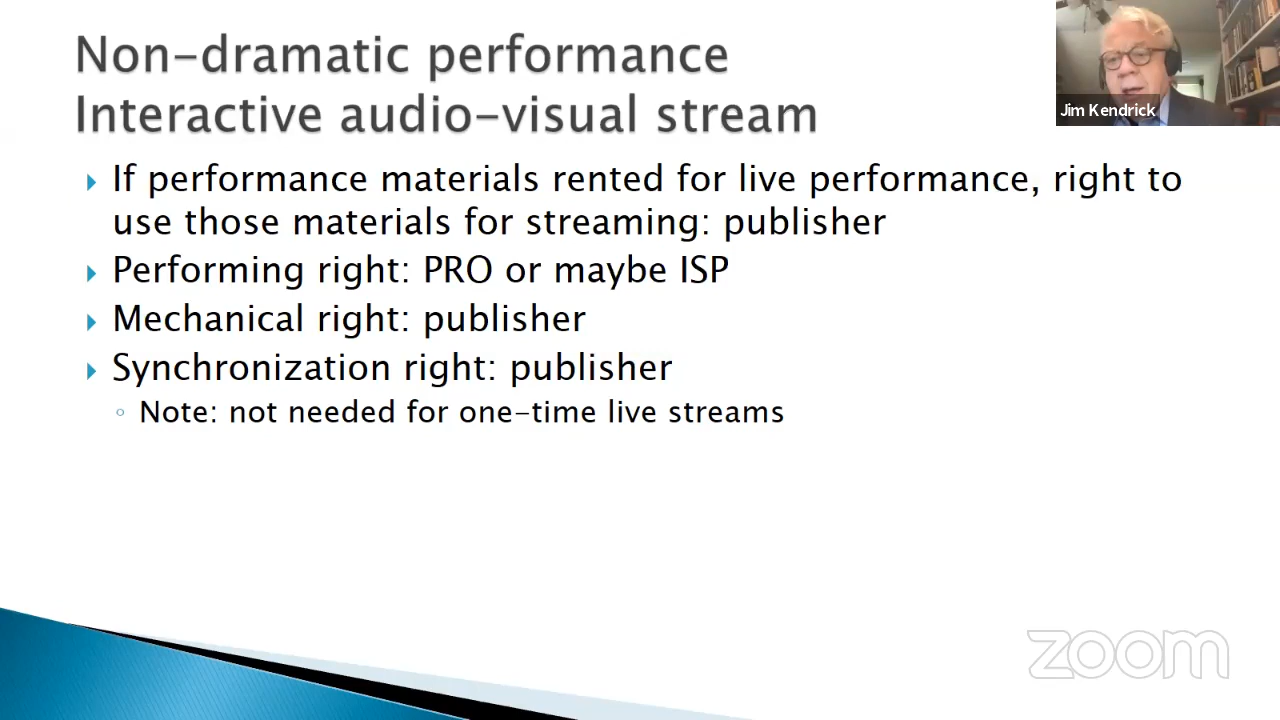 Non-dramatic performance
Interactive audio-visual stream
Jim Kendrick
If performance materials rented for live performance, right to
use those materials for streaming: publisher
Performing right: PRO or maybe ISP
Mechanical right: publisher
Synchronization right: publisher
Note: not needed for one-time live streams
zoom